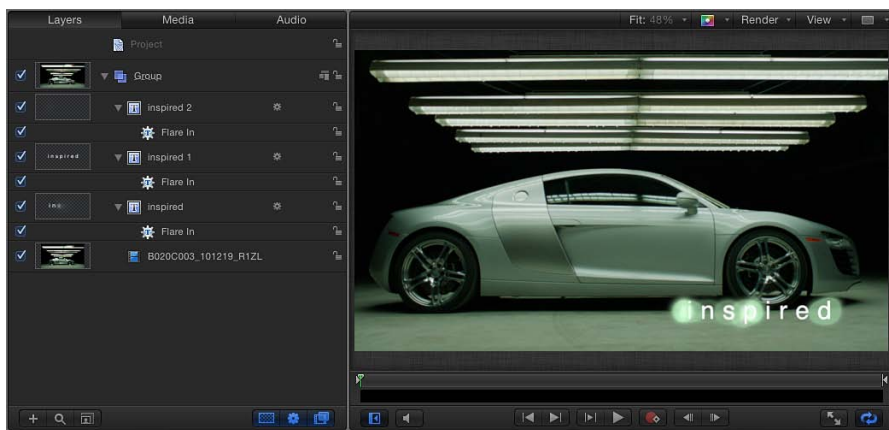 Layers Media Audio
Fit: 48% Render View
Project
Group
inspired 2
Flare In
inspired
inspired 1
Flare In
ins
inspired
Flare In
B020C003_101219_R1ZL
inspired